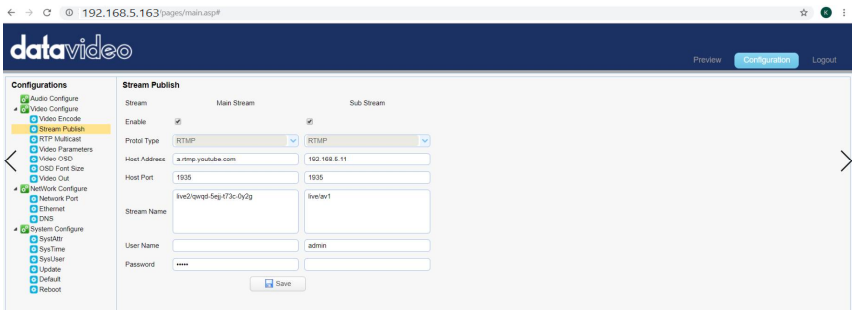 192.168.5.163/pages/main.asp#
K
datavideo
Preview Configuration Logout
Configurations
Audio Configure
Video Configure
Video Encode
Stream Publish
RTP Multicast
Video Parameters
Video OSD
OSD Font Size
Video Out
NetWork Configure
Network Port
Ethernet
DNS
System Configure
SystAttr
SysTime
SysUser
Update
Default
Reboot
Stream Publish
Stream Main Stream Sub Stream
Enable
Protol Type RTMP RTMP
Host Address a.rtmp.youtube.com 192.168.5.11
Host Port 1935 1935
Stream Name live2/qwqd-5ejj-t73c-0y2g live/av1
User Name admin
Password •••••
Save